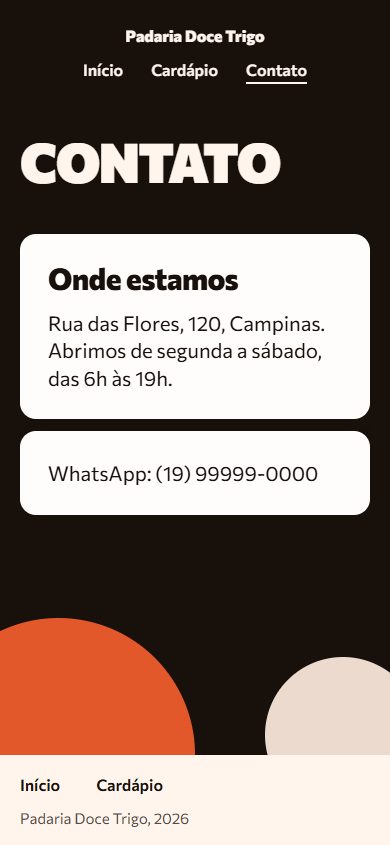 Padaria Doce Trigo
Início Cardápio Contato
CONTATO
Onde estamos
Rua das Flores, 120, Campinas.
Abrimos de segunda a sábado,
das 6h às 19h.
WhatsApp: (19) 99999-0000
Início Cardápio
Padaria Doce Trigo, 2026